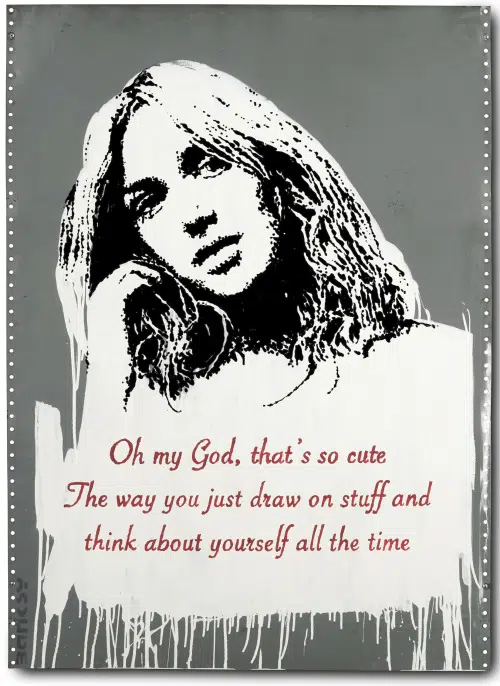 Oh my God, that's so cute
The way you just draw on stuff and
think about yourself all the time
BANKSY